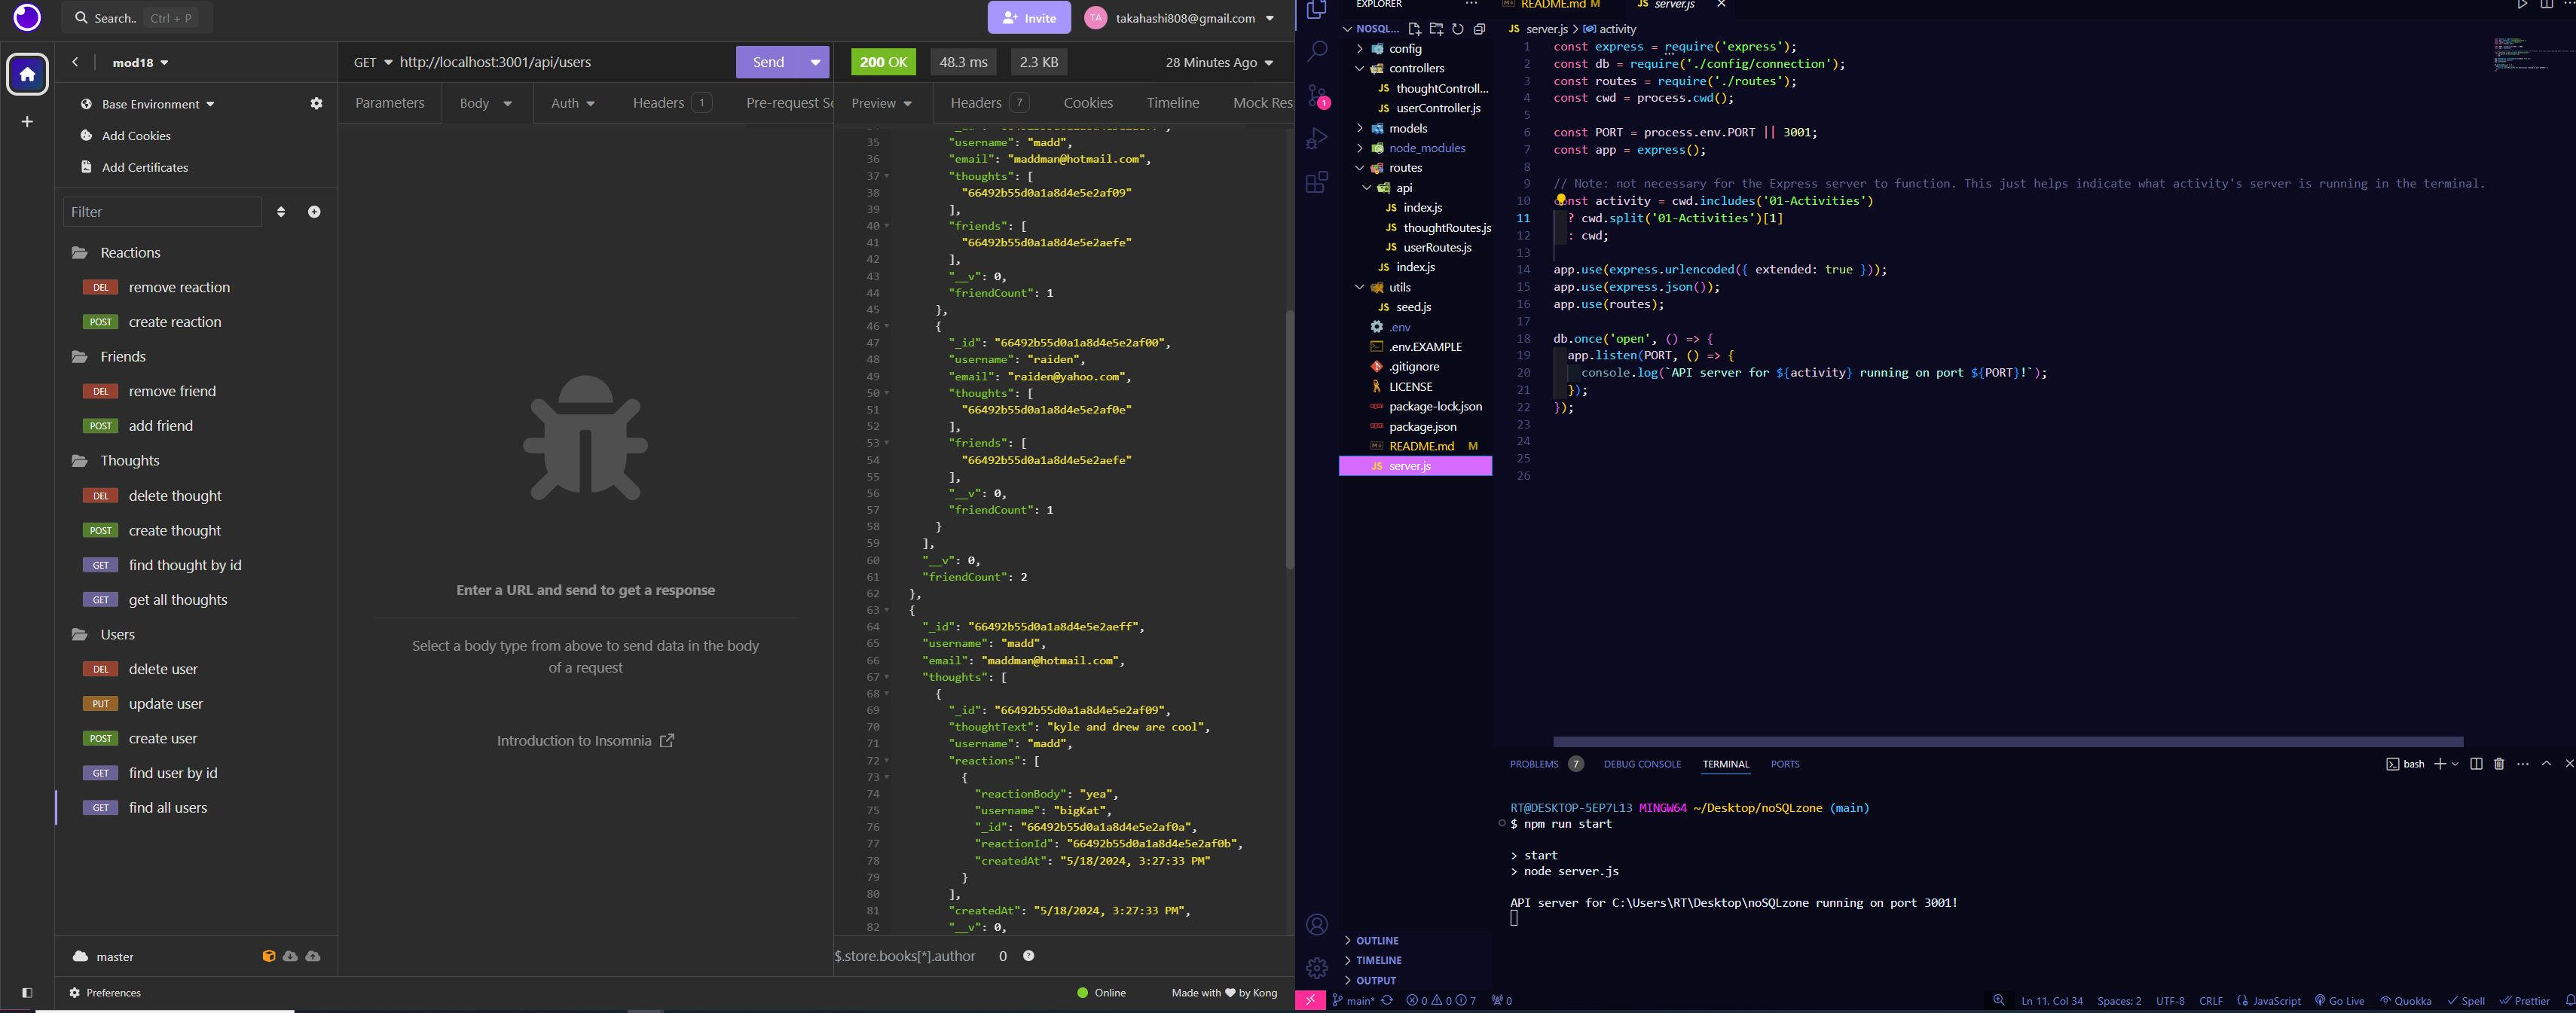 Search.. Ctrl + P
Invite
TA takahashi808@gmail.com
mod18
Base Environment
Add Cookies
Add Certificates
Filter
Reactions
DEL remove reaction
POST create reaction
Friends
DEL remove friend
POST add friend
Thoughts
DEL delete thought
POST create thought
GET find thought by id
GET get all thoughts
Users
DEL delete user
PUT update user
POST create user
GET find user by id
GET find all users
master
Preferences
GET http://localhost:3001/api/users
Send
Parameters Body Auth Headers 1 Pre-request Sc
Enter a URL and send to get a response
Select a body type from above to send data in the body
of a request
Introduction to Insomnia
200 OK 48.3 ms 2.3 KB 28 Minutes Ago
Preview Headers 7 Cookies Timeline Mock Res
35 "username": "madd",
36 "email": "maddman@hotmail.com",
37 "thoughts": [
38 "66492b55d0a1a8d4e5e2af09"
39 ],
40 "friends": [
41 "66492b55d0a1a8d4e5e2aefe"
42 ],
43 "__v": 0,
44 "friendCount": 1
45 },
46 {
47 "_id": "66492b55d0a1a8d4e5e2af00",
48 "username": "raiden",
49 "email": "raiden@yahoo.com",
50 "thoughts": [
51 "66492b55d0a1a8d4e5e2af0e"
52 ],
53 "friends": [
54 "66492b55d0a1a8d4e5e2aefe"
55 ],
56 "__v": 0,
57 "friendCount": 1
58 }
59 ],
60 "__v": 0,
61 "friendCount": 2
62 },
63 {
64 "_id": "66492b55d0a1a8d4e5e2aeff",
65 "username": "madd",
66 "email": "maddman@hotmail.com",
67 "thoughts": [
68 {
69 "_id": "66492b55d0a1a8d4e5e2af09",
70 "thoughtText": "kyle and drew are cool",
71 "username": "madd",
72 "reactions": [
73 {
74 "reactionBody": "yea",
75 "username": "bigKat",
76 "_id": "66492b55d0a1a8d4e5e2af0a",
77 "reactionId": "66492b55d0a1a8d4e5e2af0b",
78 "createdAt": "5/18/2024, 3:27:33 PM"
79 }
80 ],
81 "createdAt": "5/18/2024, 3:27:33 PM",
82 "__v": 0,
$.store.books[*].author 0
Online Made with by Kong
EXPLORER
NOSQL...
config
controllers
JS thoughtControll...
JS userController.js
models
node_modules
routes
api
JS index.js
JS thoughtRoutes.js
JS userRoutes.js
JS index.js
utils
JS seed.js
.env
.env.EXAMPLE
.gitignore
LICENSE
package-lock.json
package.json
README.md M
JS server.js
OUTLINE
TIMELINE
OUTPUT
1
README.md M JS server.js
JS server.js > activity
1 const express = require('express');
2 const db = require('./config/connection');
3 const routes = require('./routes');
4 const cwd = process.cwd();
5
6 const PORT = process.env.PORT || 3001;
7 const app = express();
8
9 // Note: not necessary for the Express server to function. This just helps indicate what activity's server is running in the terminal.
10 const activity = cwd.includes('01-Activities')
11 ? cwd.split('01-Activities')[1]
12 : cwd;
13
14 app.use(express.urlencoded({ extended: true }));
15 app.use(express.json());
16 app.use(routes);
17
18 db.once('open', () => {
19 app.listen(PORT, () => {
20 console.log(`API server for ${activity} running on port ${PORT}!`);
21 });
22 });
23
24
25
26
PROBLEMS 7 DEBUG CONSOLE TERMINAL PORTS
bash
RT@DESKTOP-5EP7L13 MINGW64 ~/Desktop/noSQLzone (main)
$ npm run start
> start
> node server.js
API server for C:\Users\RT\Desktop\noSQLzone running on port 3001!
main* 0 0 7 0
Ln 11, Col 34 Spaces: 2 UTF-8 CRLF JavaScript Go Live Quokka Spell Prettier